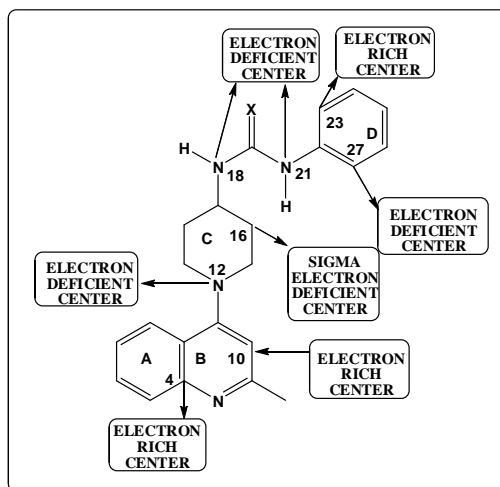 ELECTRON
DEFICIENT
CENTER
ELECTRON
RICH
CENTER
X
23
D
H
N
18
N
21
27
H
ELECTRON
DEFICIENT
CENTER
C
16
ELECTRON
DEFICIENT
CENTER
12
N
SIGMA
ELECTRON
DEFICIENT
CENTER
A
B
10
4
N
ELECTRON
RICH
CENTER
ELECTRON
RICH
CENTER